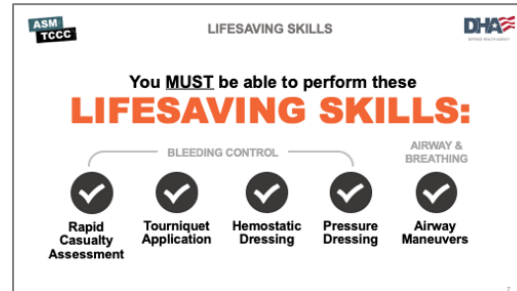 ASM
TCCC
LIFESAVING SKILLS
DHA
You MUST be able to perform these
LIFESAVING SKILLS:
BLEEDING CONTROL
AIRWAY &
BREATHING
Rapid
Casualty
Assessment
Tourniquet
Application
Hemostatic
Dressing
Pressure
Dressing
Airway
Maneuvers
7